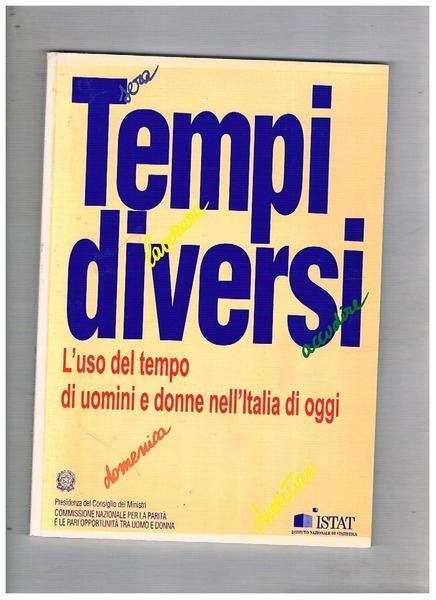 sera
Tempi
lavorare
diversi
accudire
L'uso del tempo
di uomini e donne nell'Italia di oggi
domenica
divertirsi
Presidenza del Consiglio dei Ministri
COMMISSIONE NAZIONALE PER LA PARITÀ
E LE PARI OPPORTUNITÀ TRA UOMO E DONNA
ISTAT
ISTITUTO NAZIONALE DI STATISTICA